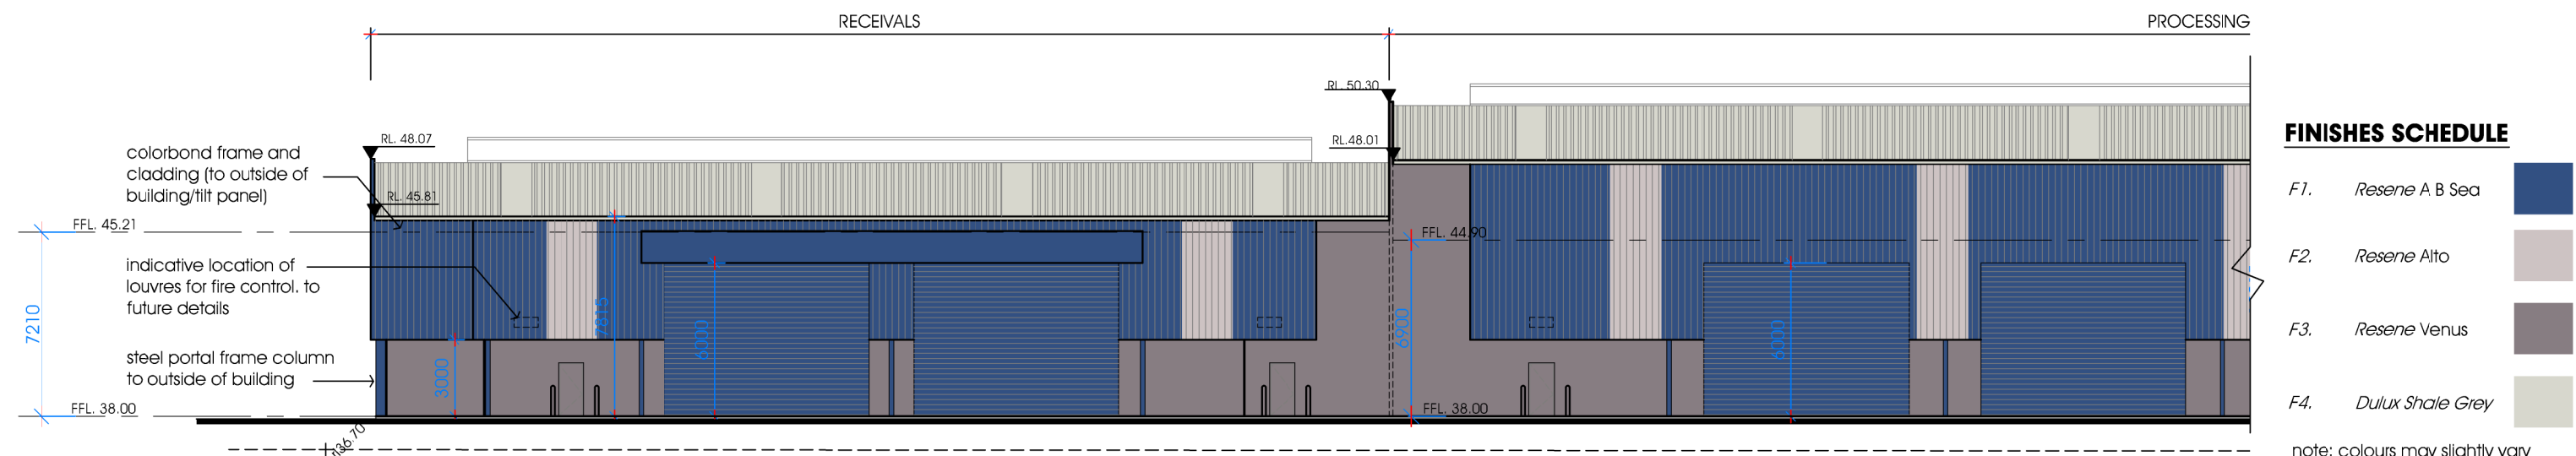 RECEIVALS
PROCESSING
RL. 50.30
RL. 48.07
RL.48.01
colorbond frame and
cladding (to outside of
building/tilt panel)
RL. 45.81
FFL. 45.21
FFL. 44.90
indicative location of
louvres for fire control. to
future details
7210
7815
6000
6900
6000
steel portal frame column
to outside of building
3000
FFL. 38.00
FFL. 38.00
136.70
FINISHES SCHEDULE
F1. Resene A B Sea
F2. Resene Alto
F3. Resene Venus
F4. Dulux Shale Grey
note: colours may slightly vary